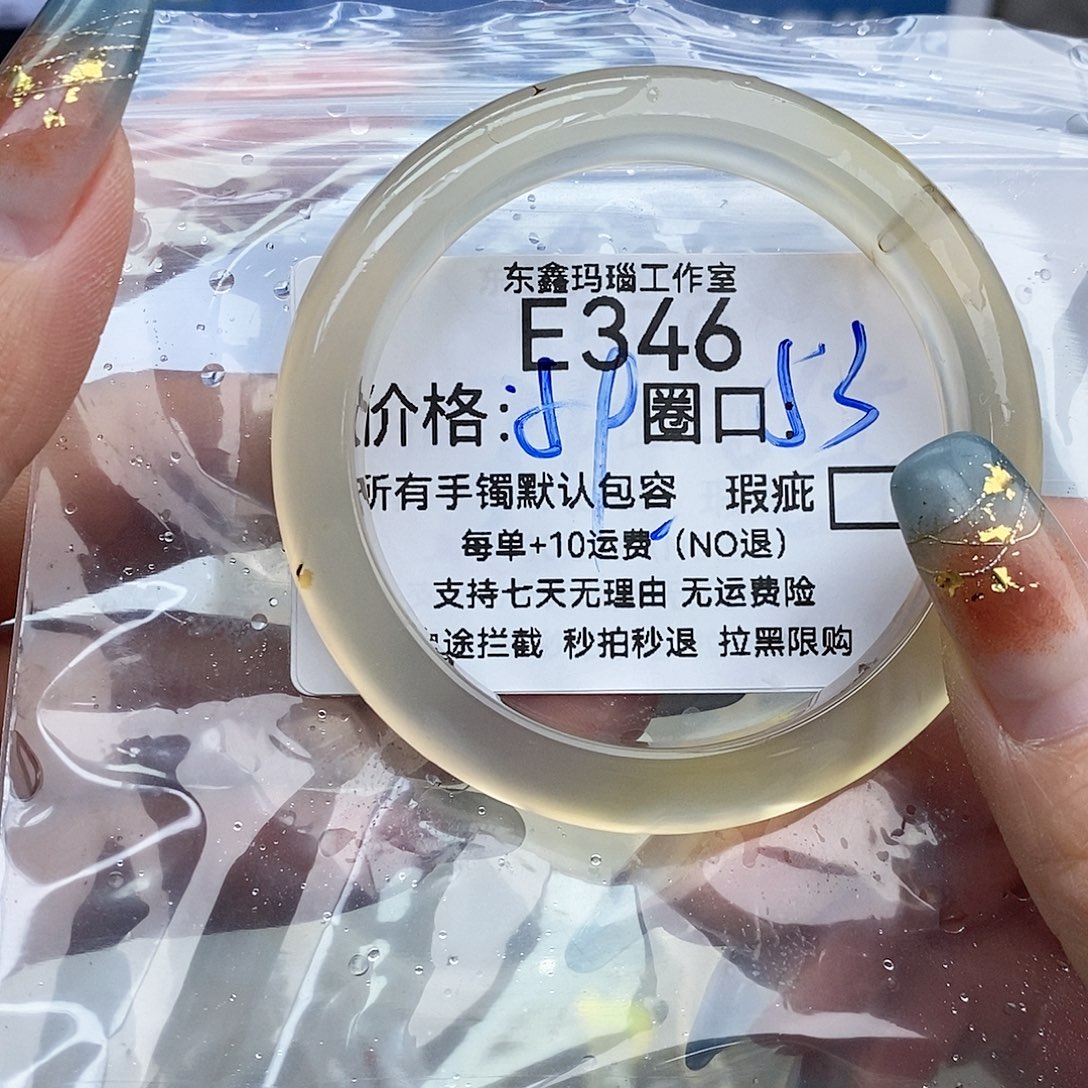 东鑫玛瑙工作室
E346
价格: 圈口53
所有手镯默认包容 瑕疵
每单+10运费（NO退）
支持七天无理由 无运费险
途拦截 秒拍秒退 拉黑限购